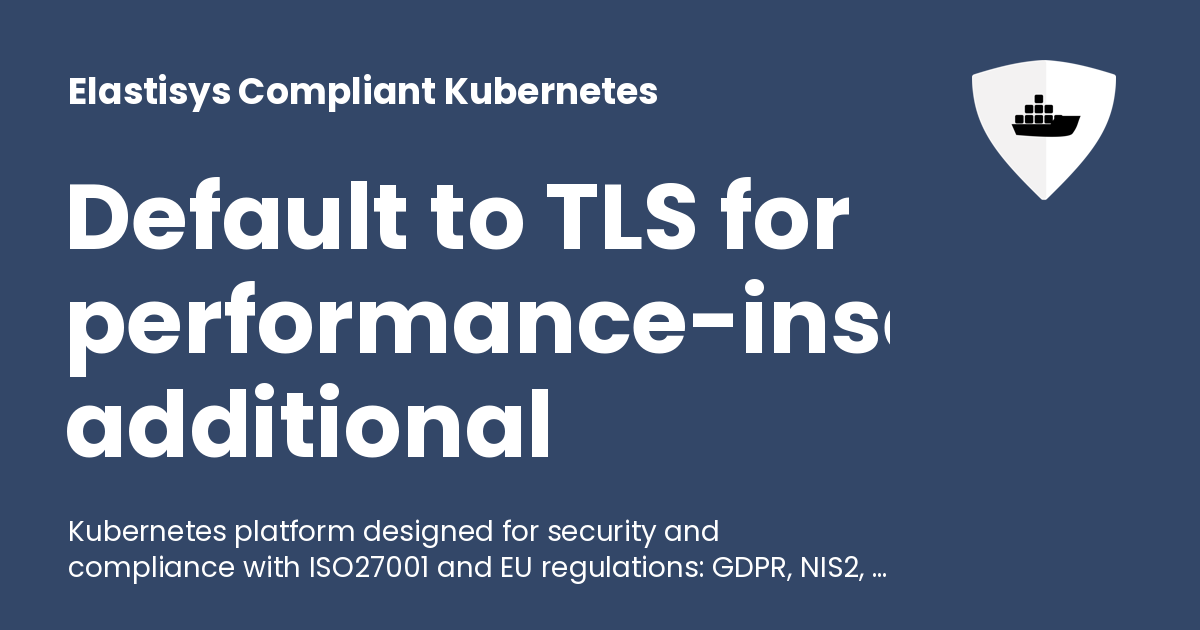 Elastisys Compliant Kubernetes
Default to TLS for
performance-ins
additional
Kubernetes platform designed for security and
compliance with ISO27001 and EU regulations: GDPR, NIS2, ...